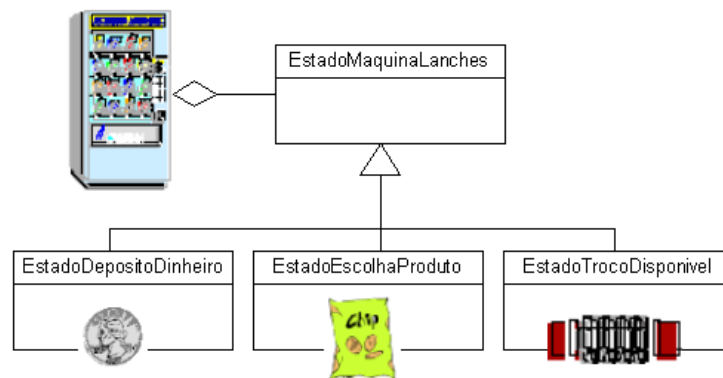 EstadoMaquinaLanches
EstadoDepositoDinheiro
EstadoEscolhaProduto
EstadoTrocoDisponivel
Chip